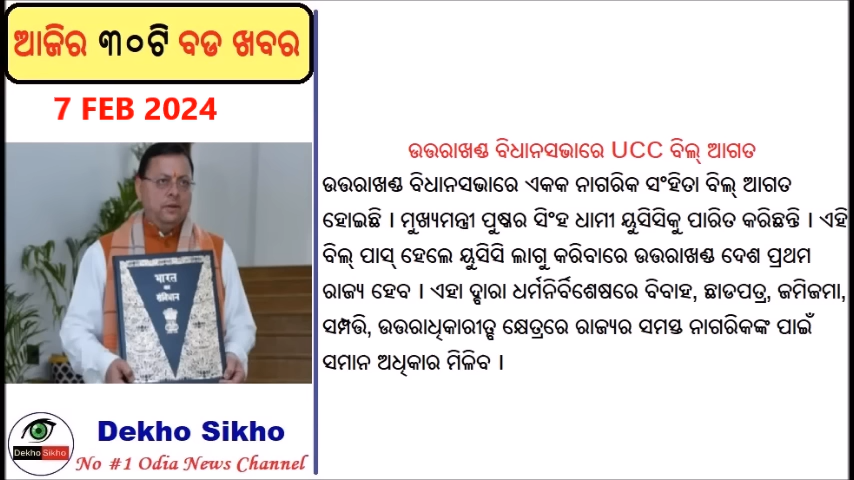 ଆଜିର ୩୦ଟି ବଡ ଖବର
7 FEB 2024
भारत
का
संविधान
Dekho Sikho
Dekho Sikho
No #1 Odia News Channel
ଉତ୍ତରାଖଣ୍ଡ ବିଧାନସଭାରେ UCC ବିଲ୍ ଆଗତ
ଉତ୍ତରାଖଣ୍ଡ ବିଧାନସଭାରେ ଏକକ ନାଗରିକ ସଂହିତା ବିଲ୍ ଆଗତ
ହୋଇଛି । ମୁଖ୍ୟମନ୍ତ୍ରୀ ପୁଷ୍କର ସିଂହ ଧାମୀ ୟୁସିସିକୁ ପାରିତ କରିଛନ୍ତି । ଏହି
ବିଲ୍ ପାସ୍ ହେଲେ ୟୁସିସି ଲାଗୁ କରିବାରେ ଉତ୍ତରାଖଣ୍ଡ ଦେଶ ପ୍ରଥମ
ରାଜ୍ୟ ହେବ । ଏହା ଦ୍ବାରା ଧର୍ମନିର୍ବିଶେଷରେ ବିବାହ, ଛାଡପତ୍ର, ଜମିଜମା,
ସମ୍ପତ୍ତି, ଉତ୍ତରାଧିକାରୀତ୍ବ କ୍ଷେତ୍ରରେ ରାଜ୍ୟର ସମସ୍ତ ନାଗରିକଙ୍କ ପାଇଁ
ସମାନ ଅଧିକାର ମିଳିବ ।